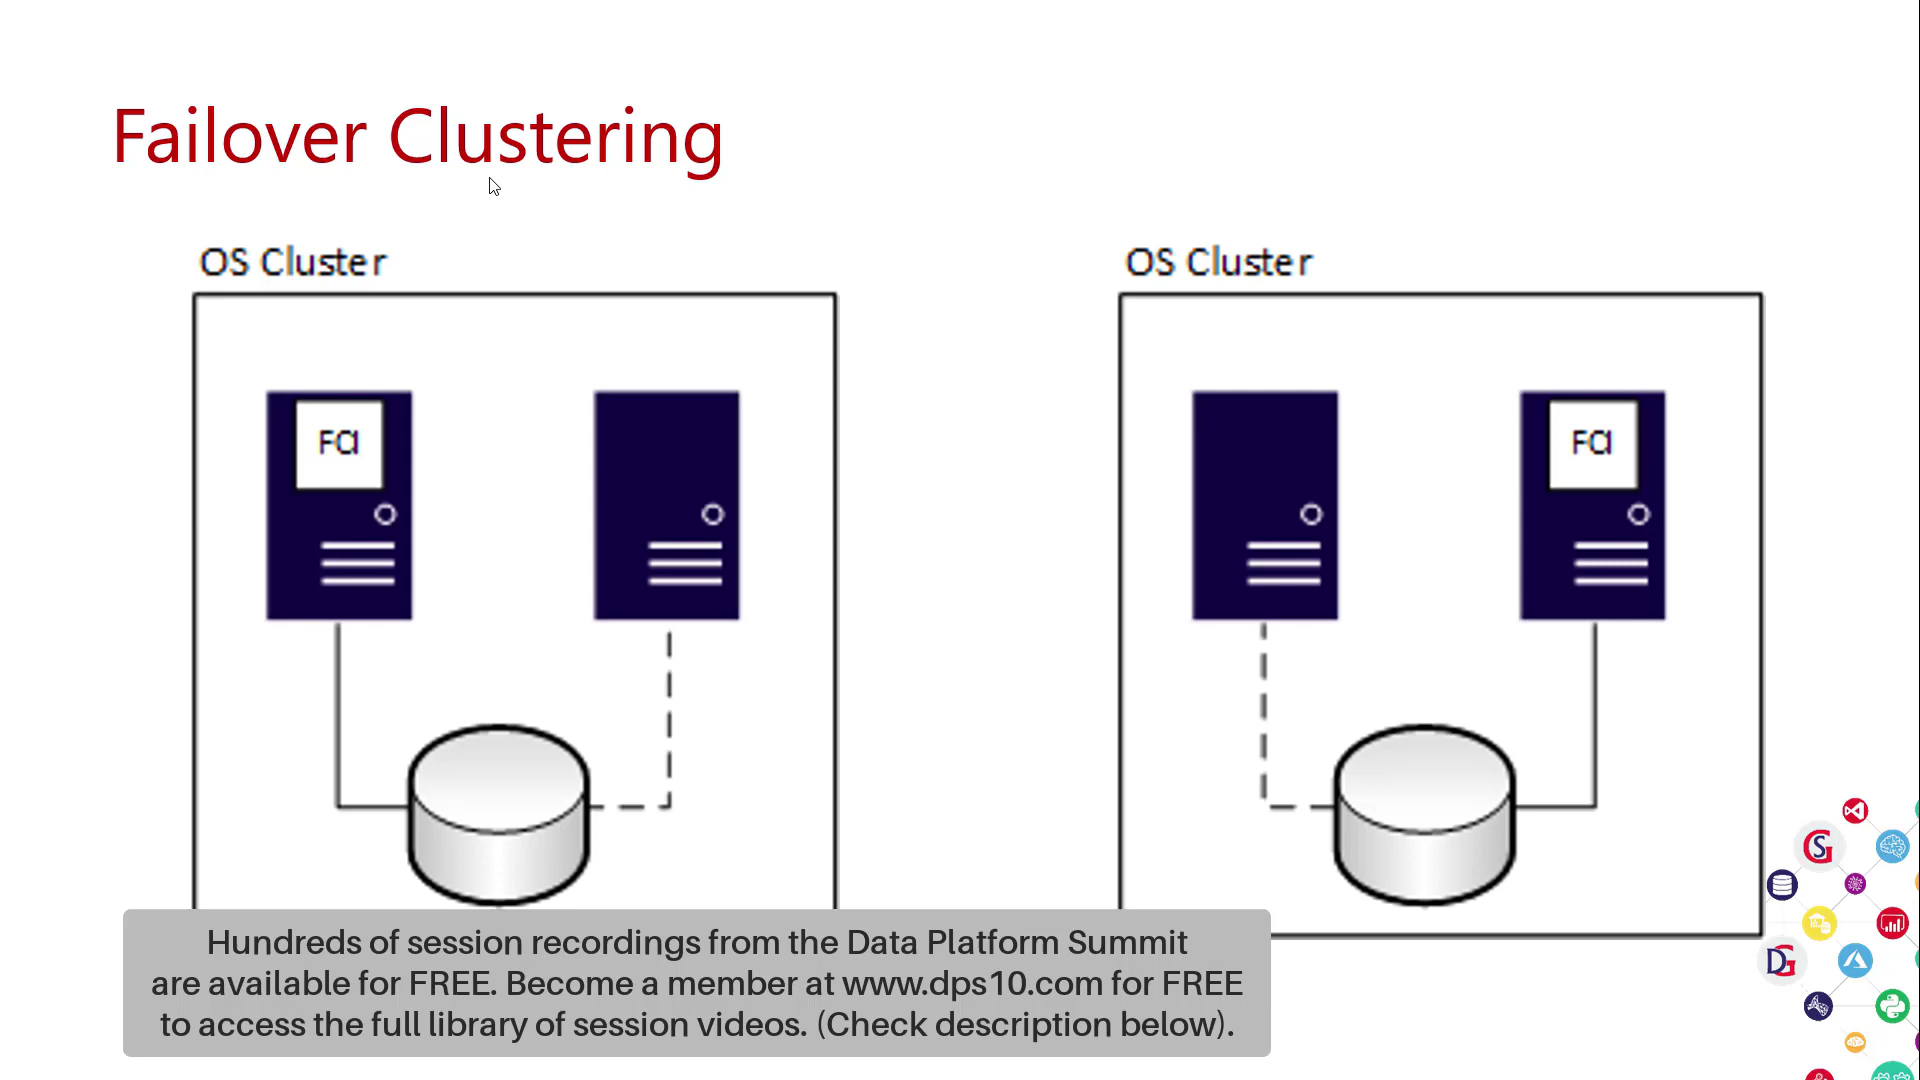 Failover Clustering
OS Cluster
OS Cluster
FCI
FCI
Hundreds of session recordings from the Data Platform Summit
are available for FREE. Become a member at www.dps10.com for FREE
to access the full library of session videos. (Check description below).
SG
DG